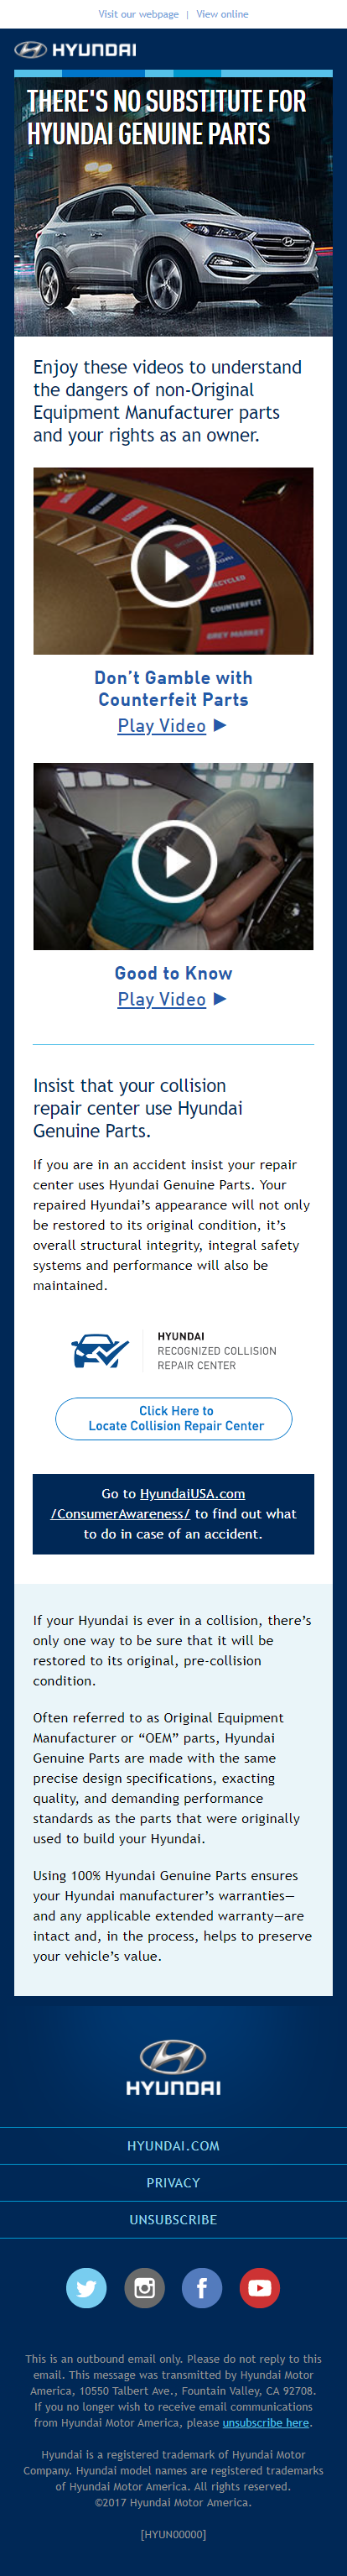 Visit our webpage | View online
HYUNDAI
THERE'S NO SUBSTITUTE FOR
HYUNDAI GENUINE PARTS
Enjoy these videos to understand
the dangers of non-Original
Equipment Manufacturer parts
and your rights as an owner.
RECYCLED
COUNTERFEIT
GREY MARKET
Don’t Gamble with
Counterfeit Parts
Play Video
Good to Know
Play Video
Insist that your collision
repair center use Hyundai
Genuine Parts.
If you are in an accident insist your repair
center uses Hyundai Genuine Parts. Your
repaired Hyundai’s appearance will not only
be restored to its original condition, it’s
overall structural integrity, integral safety
systems and performance will also be
maintained.
HYUNDAI
RECOGNIZED COLLISION
REPAIR CENTER
Click Here to
Locate Collision Repair Center
Go to HyundaiUSA.com
/ConsumerAwareness/ to find out what
to do in case of an accident.
If your Hyundai is ever in a collision, there’s
only one way to be sure that it will be
restored to its original, pre-collision
condition.
Often referred to as Original Equipment
Manufacturer or “OEM” parts, Hyundai
Genuine Parts are made with the same
precise design specifications, exacting
quality, and demanding performance
standards as the parts that were originally
used to build your Hyundai.
Using 100% Hyundai Genuine Parts ensures
your Hyundai manufacturer’s warranties—
and any applicable extended warranty—are
intact and, in the process, helps to preserve
your vehicle’s value.
HYUNDAI
HYUNDAI.COM
PRIVACY
UNSUBSCRIBE
This is an outbound email only. Please do not reply to this
email. This message was transmitted by Hyundai Motor
America, 10550 Talbert Ave., Fountain Valley, CA 92708.
If you no longer wish to receive email communications
from Hyundai Motor America, please unsubscribe here.
Hyundai is a registered trademark of Hyundai Motor
Company. Hyundai model names are registered trademarks
of Hyundai Motor America. All rights reserved.
©2017 Hyundai Motor America.
[HYUN00000]